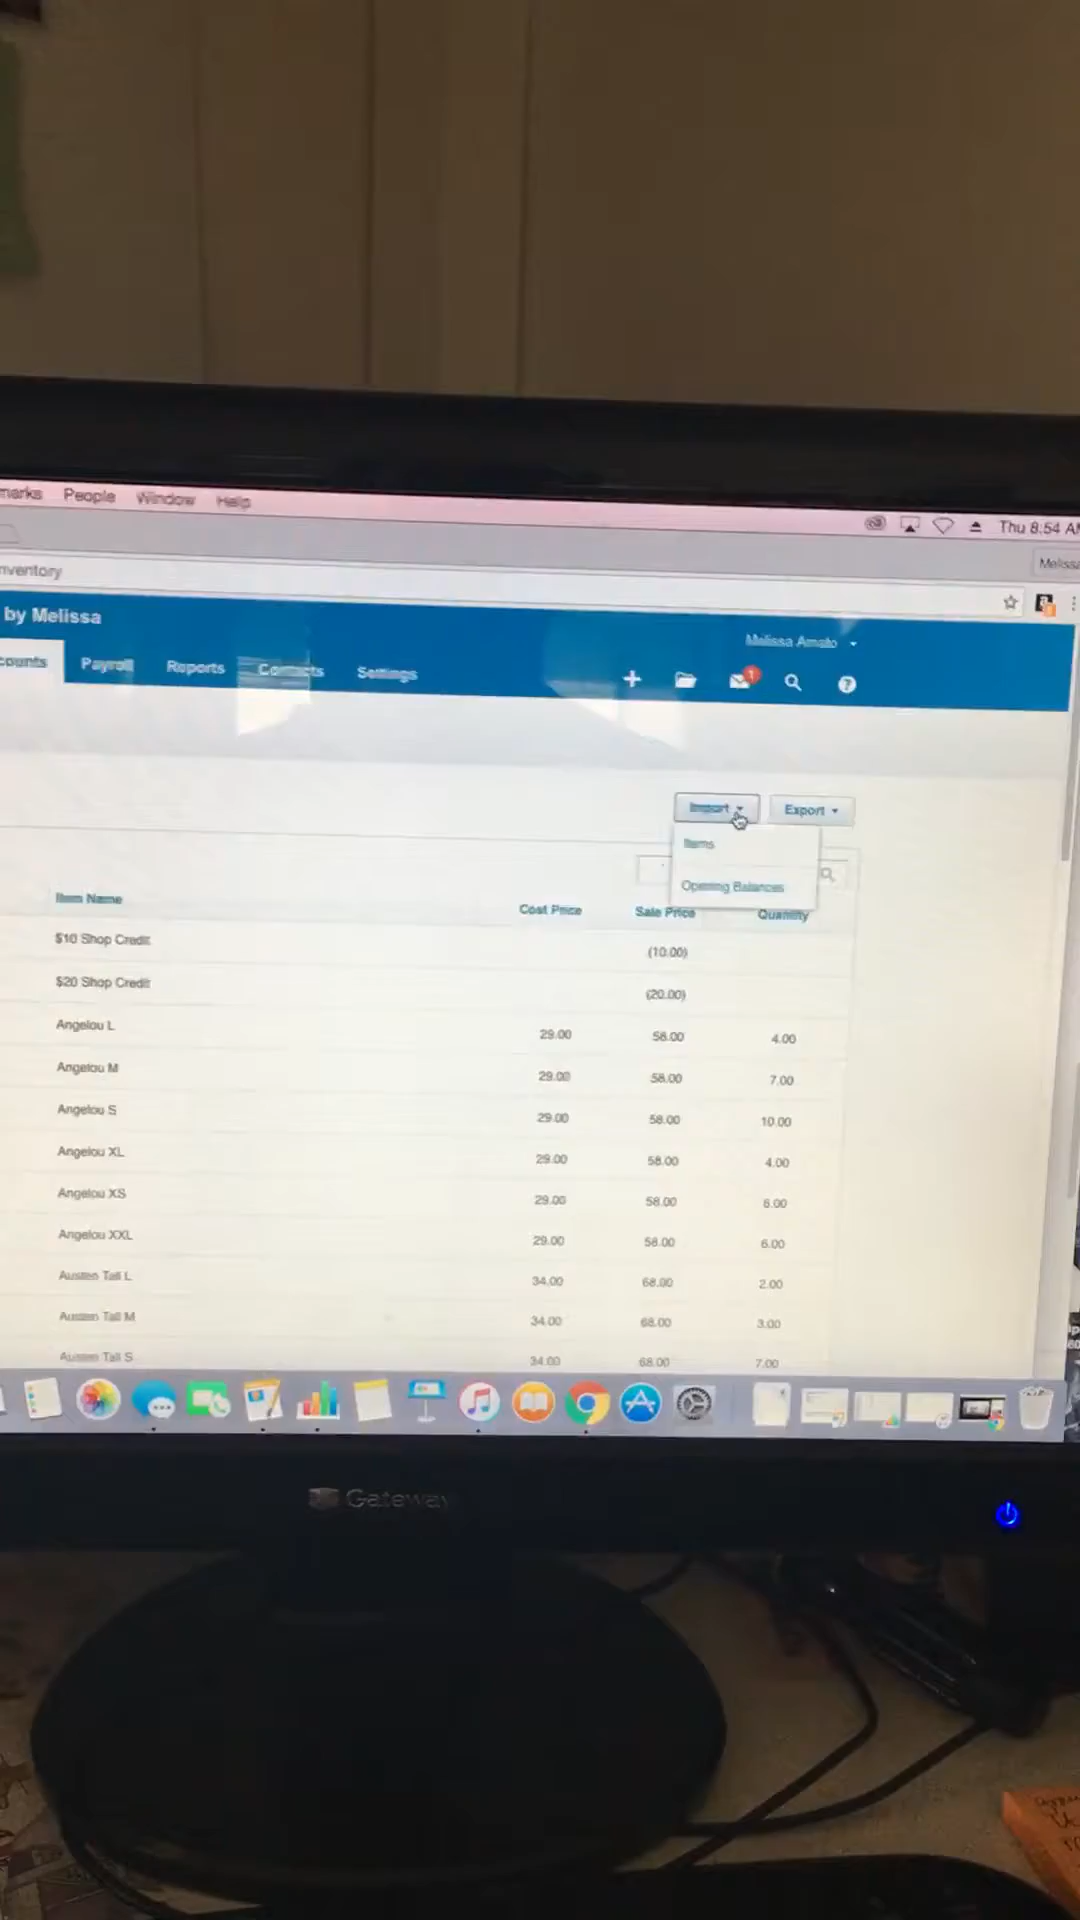 People Window Help
Thu 8:54
by Melissa
Melissa Amato
Payroll Reports Contacts Settings
1
Import Export
Items
Opening Balances
Item Name Cost Price Sale Price Quantity
$10 Shop Credit (10.00)
$20 Shop Credit (20.00)
Angelou L 29.00 58.00 4.00
Angelou M 29.00 58.00 7.00
Angelou S 29.00 58.00 10.00
Angelou XL 29.00 58.00 4.00
Angelou XS 29.00 58.00 6.00
Angelou XXL 29.00 58.00 6.00
Austen Tall L 34.00 68.00 2.00
Austen Tall M 34.00 68.00 3.00
Austen Tall S 34.00 68.00 7.00
Gateway